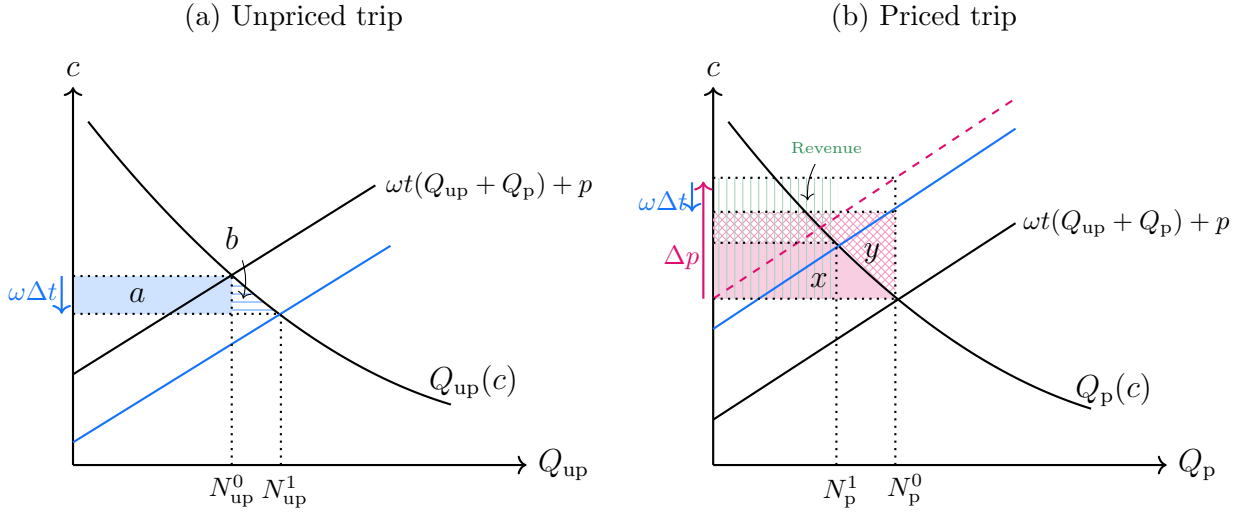 (a) Unpriced trip
c
ωt(Q_up + Q_p) + p
b
a
ωΔt
Q_up(c)
Q_up
N_up^0
N_up^1
(b) Priced trip
c
Revenue
ωΔt
ωt(Q_up + Q_p) + p
Δp
y
x
Q_p(c)
Q_p
N_p^1
N_p^0